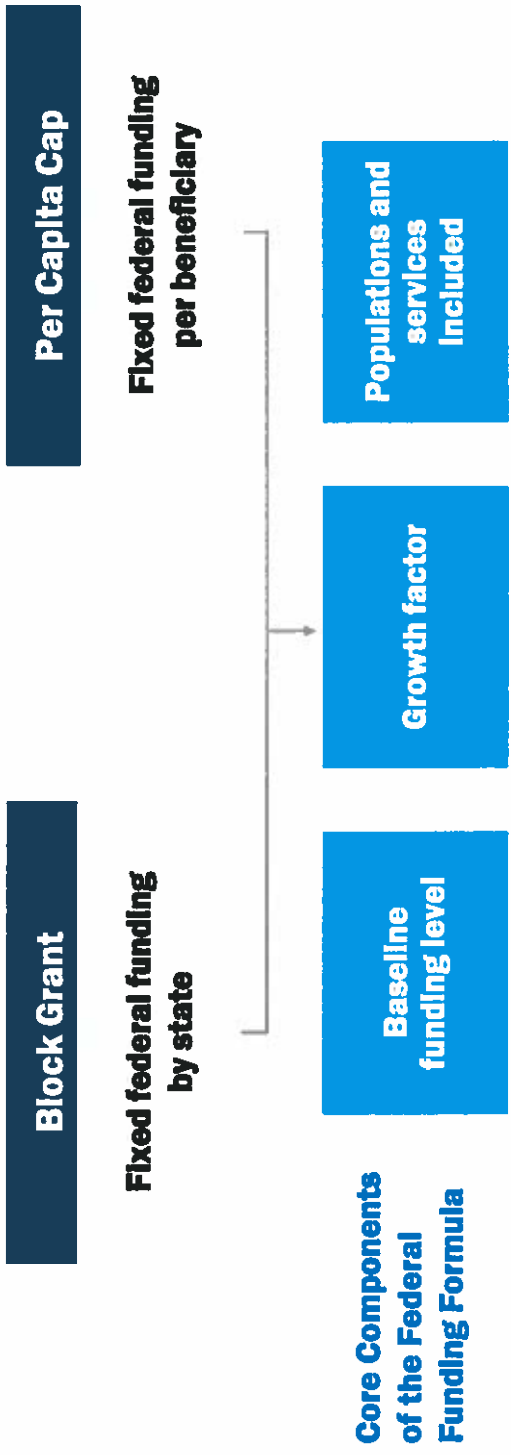 Block Grant
Per Capita Cap
Fixed federal funding
by state
Fixed federal funding
per beneficiary
Core Components
of the Federal
Funding Formula
Baseline
funding level
Growth factor
Populations and
services
included